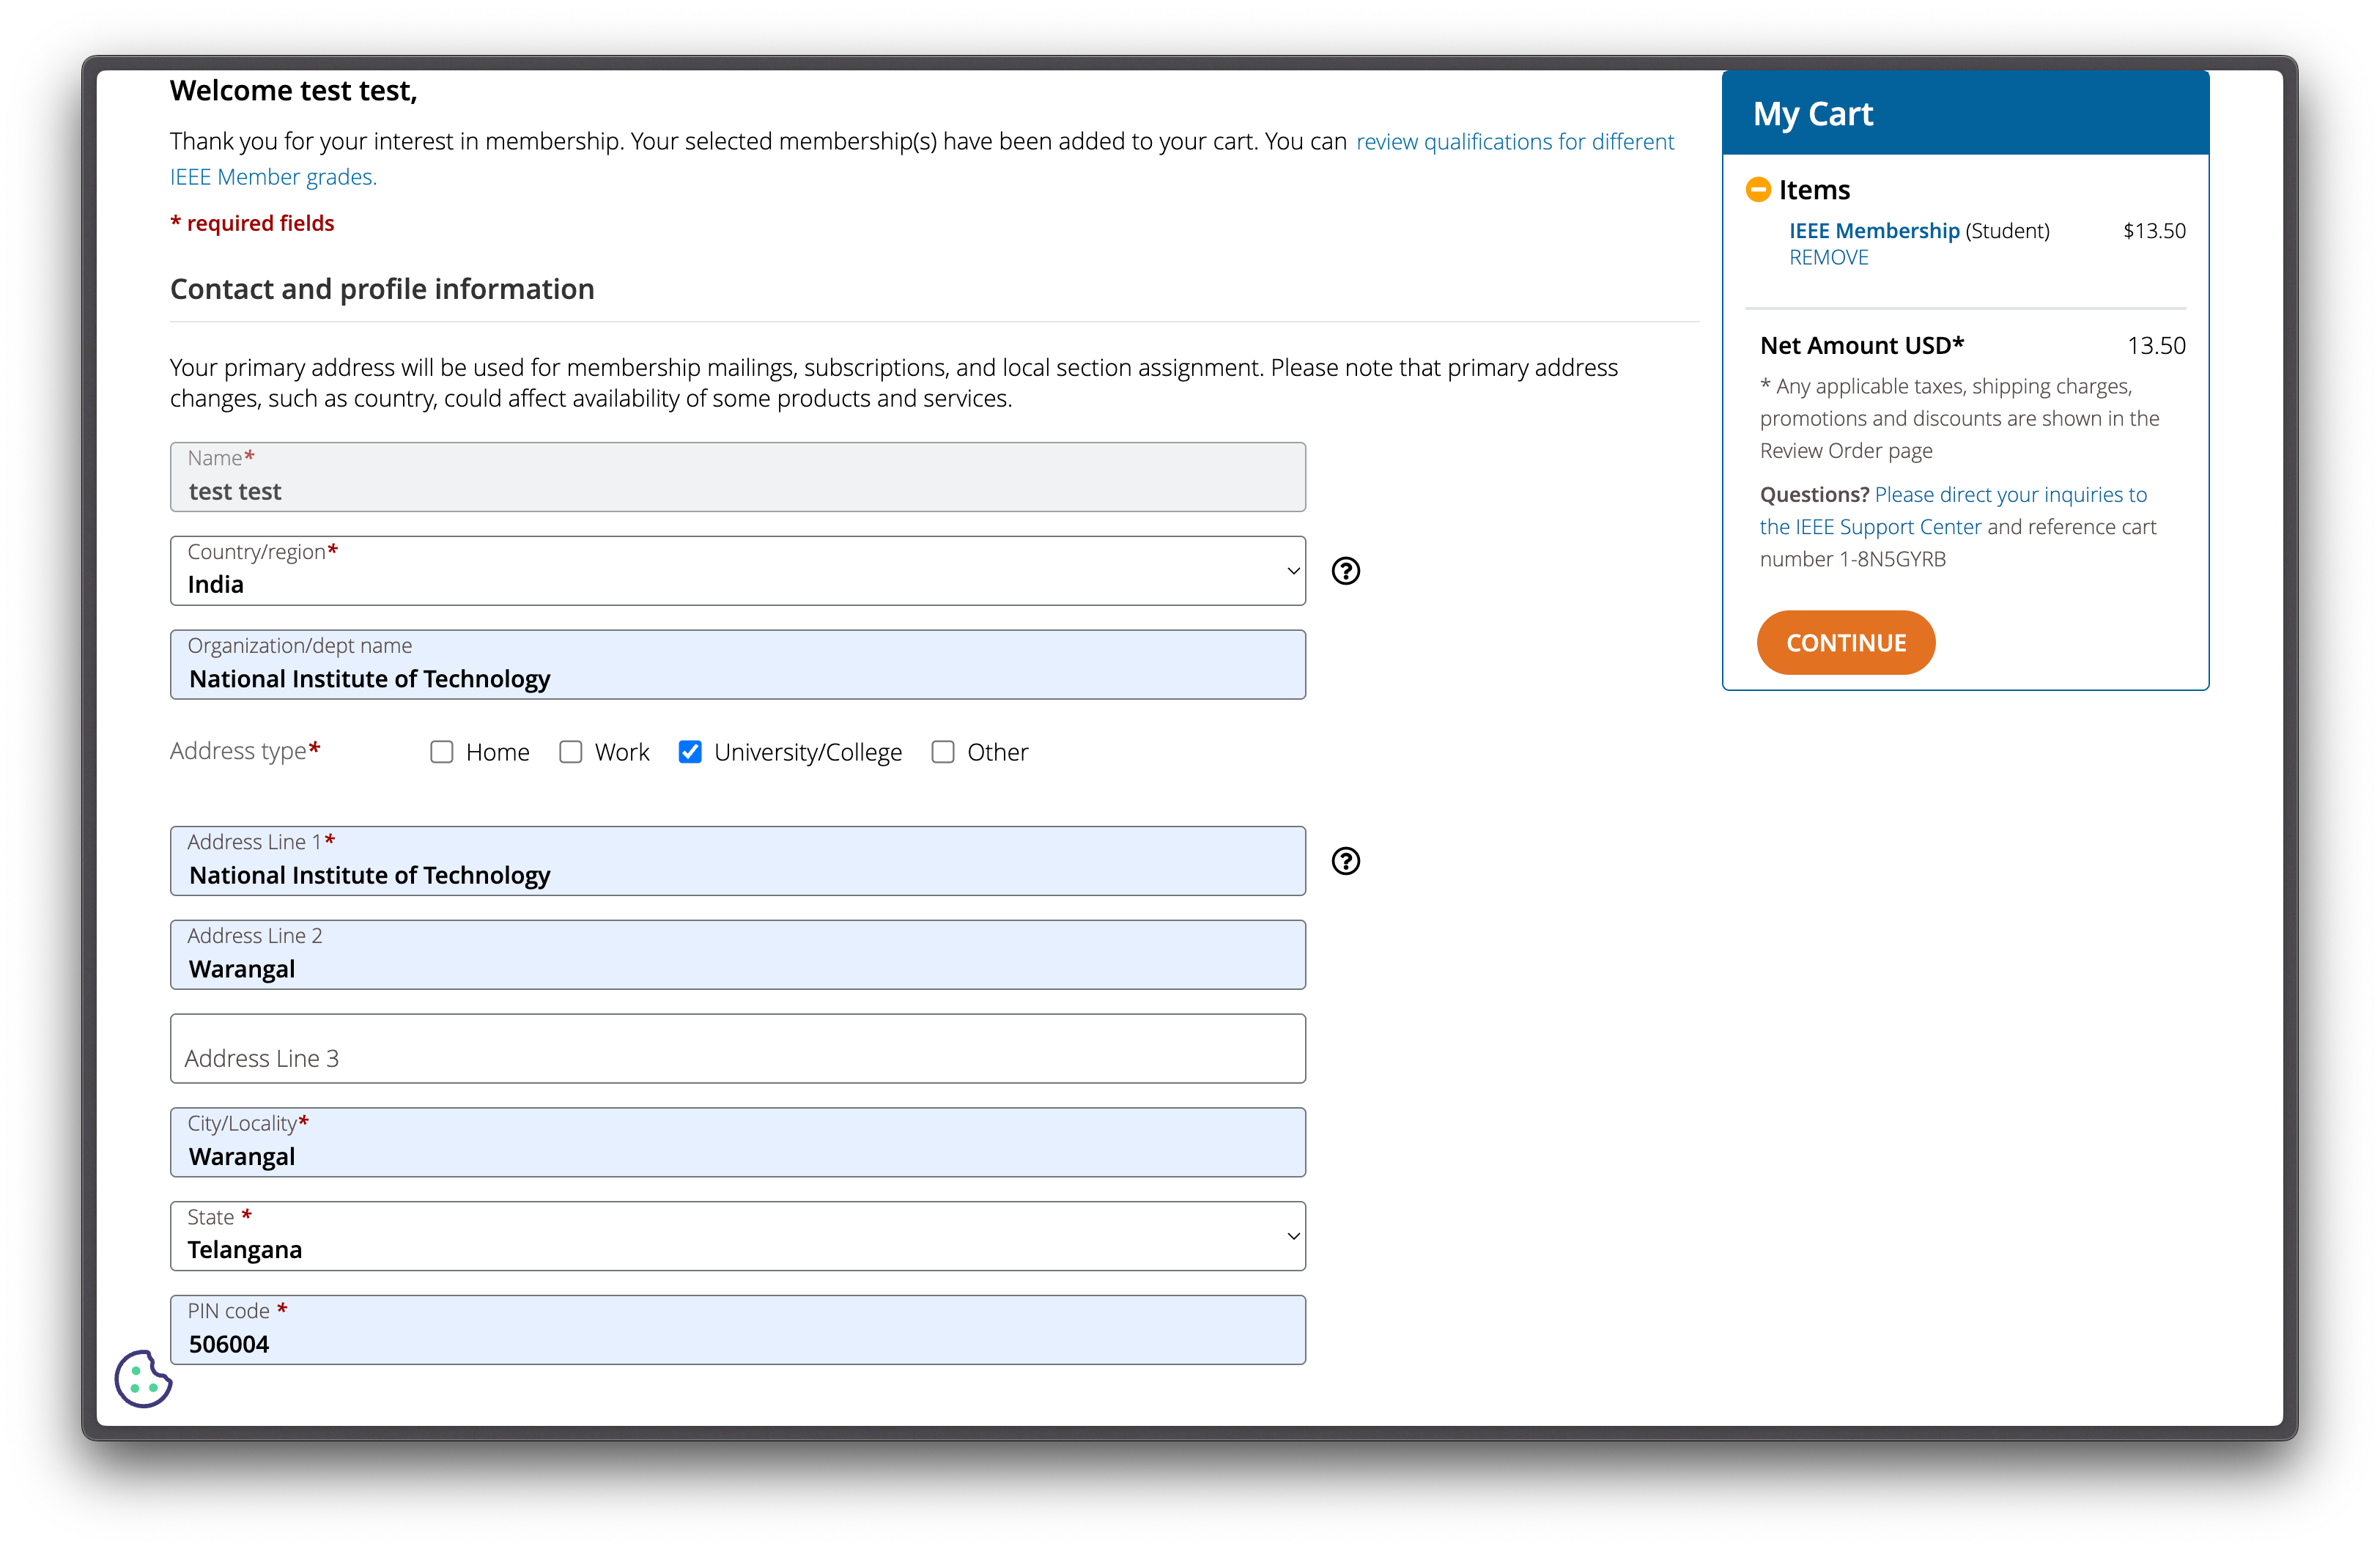 Welcome test test,
Thank you for your interest in membership. Your selected membership(s) have been added to your cart. You can review qualifications for different
IEEE Member grades.
* required fields
Contact and profile information
Your primary address will be used for membership mailings, subscriptions, and local section assignment. Please note that primary address
changes, such as country, could affect availability of some products and services.
Name*
test test
Country/region*
India
Organization/dept name
National Institute of Technology
Address type* Home Work University/College Other
Address Line 1*
National Institute of Technology
Address Line 2
Warangal
Address Line 3
City/Locality*
Warangal
State *
Telangana
PIN code *
506004
My Cart
Items
IEEE Membership (Student) $13.50
REMOVE
Net Amount USD* 13.50
* Any applicable taxes, shipping charges,
promotions and discounts are shown in the
Review Order page
Questions? Please direct your inquiries to
the IEEE Support Center and reference cart
number 1-8N5GYRB
CONTINUE